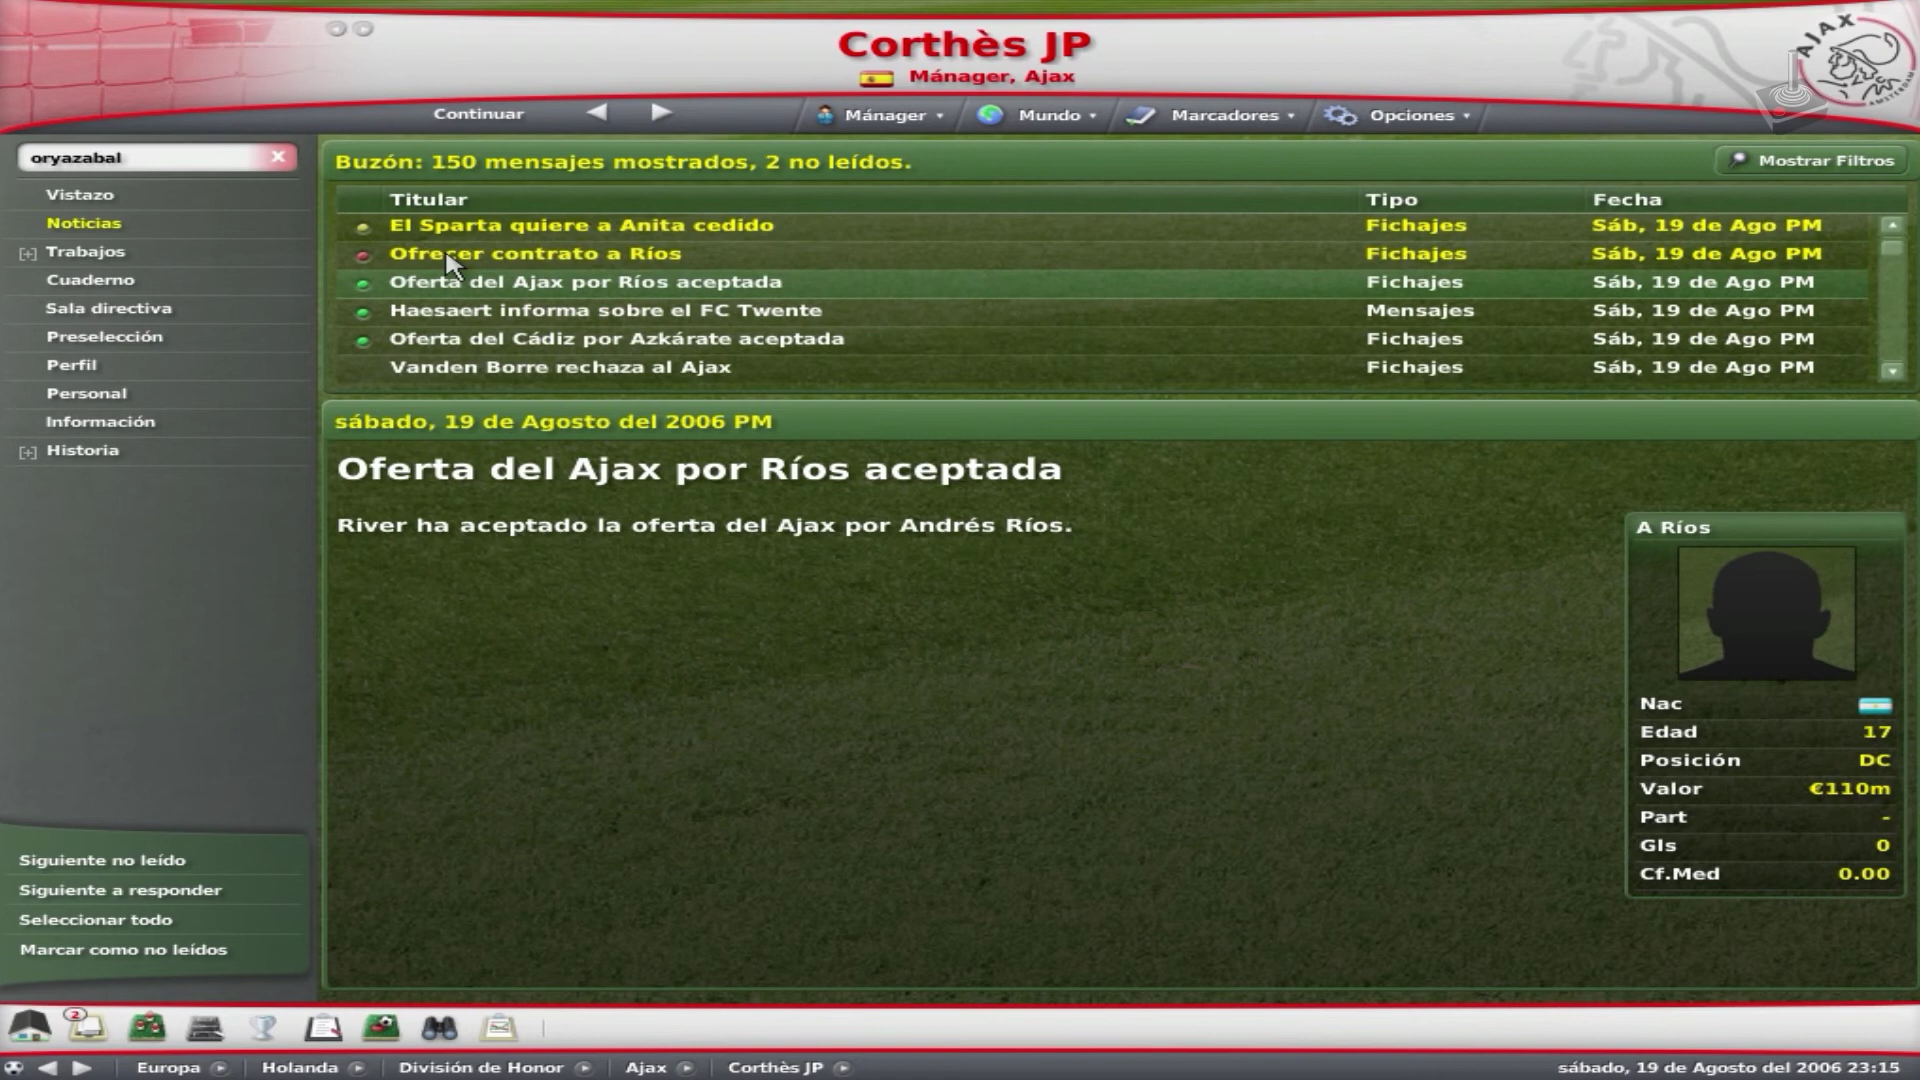 Corthès JP
Mánager, Ajax
AJAX
AMSTERDAM
Continuar
Mánager
Mundo
Marcadores
Opciones
oryazabal
Vistazo
Noticias
[+] Trabajos
Cuaderno
Sala directiva
Preselección
Perfil
Personal
Información
[+] Historia
Buzón: 150 mensajes mostrados, 2 no leídos.
Mostrar Filtros
Titular Tipo Fecha
El Sparta quiere a Anita cedido Fichajes Sáb, 19 de Ago PM
Ofrecer contrato a Ríos Fichajes Sáb, 19 de Ago PM
Oferta del Ajax por Ríos aceptada Fichajes Sáb, 19 de Ago PM
Haesaert informa sobre el FC Twente Mensajes Sáb, 19 de Ago PM
Oferta del Cádiz por Azkárate aceptada Fichajes Sáb, 19 de Ago PM
Vanden Borre rechaza al Ajax Fichajes Sáb, 19 de Ago PM
sábado, 19 de Agosto del 2006 PM
Oferta del Ajax por Ríos aceptada
River ha aceptado la oferta del Ajax por Andrés Ríos.
A Ríos
Nac
Edad 17
Posición DC
Valor €110m
Part -
Gls 0
Cf.Med 0.00
Siguiente no leído
Siguiente a responder
Seleccionar todo
Marcar como no leídos
2
Europa
Holanda
División de Honor
Ajax
Corthès JP
sábado, 19 de Agosto del 2006 23:15